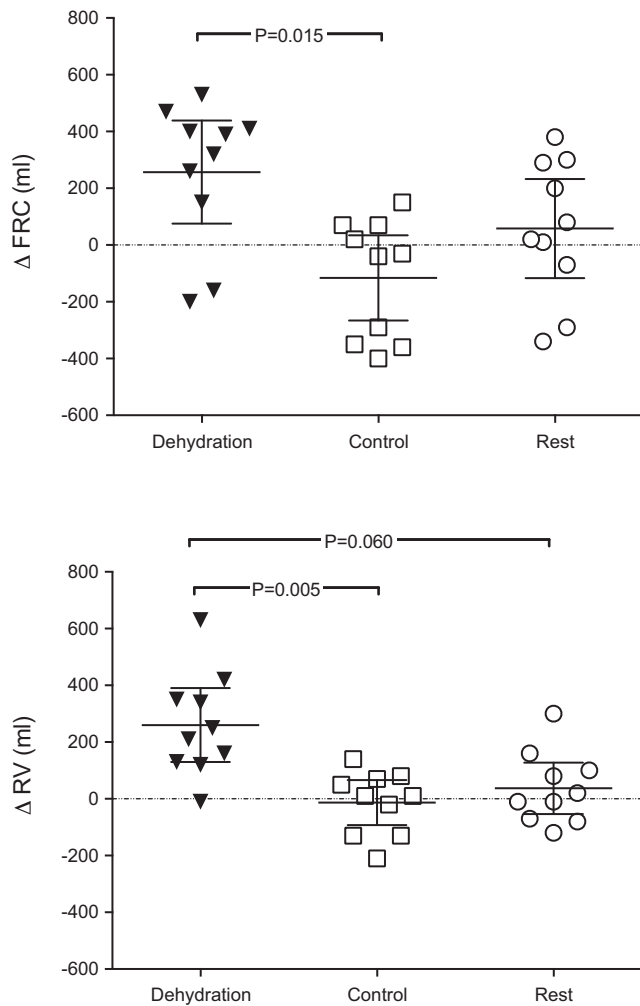 800
P=0.015
600
400
200
0
-200
-400
-600
Δ FRC (ml)
Dehydration Control Rest
P=0.060
800
P=0.005
600
400
200
0
-200
-400
-600
Δ RV (ml)
Dehydration Control Rest